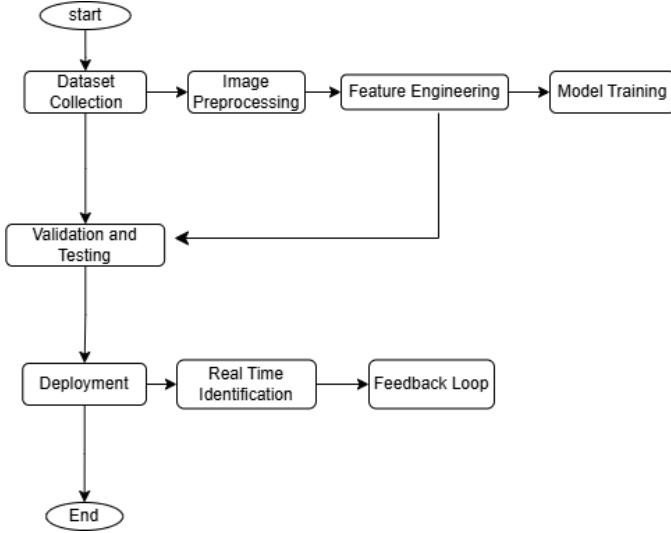 start
Dataset
Collection
Image
Preprocessing
Feature Engineering
Model Training
Validation and
Testing
Deployment
Real Time
Identification
Feedback Loop
End